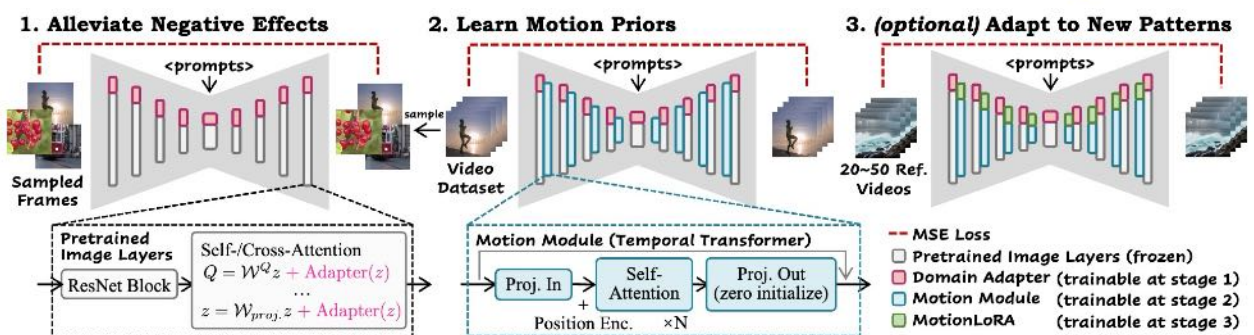 1. Alleviate Negative Effects
<prompts>
Sampled
Frames
sample
Pretrained
Image Layers
ResNet Block
Self-/Cross-Attention
Q = W^Q z + Adapter(z)
...
z = W_{proj.} z + Adapter(z)
2. Learn Motion Priors
<prompts>
Video
Dataset
Motion Module (Temporal Transformer)
Proj. In
+
Position Enc.
Self-
Attention
×N
Proj. Out
(zero initialize)
3. (optional) Adapt to New Patterns
<prompts>
20~50 Ref.
Videos
MSE Loss
Pretrained Image Layers (frozen)
Domain Adapter (trainable at stage 1)
Motion Module (trainable at stage 2)
MotionLoRA (trainable at stage 3)